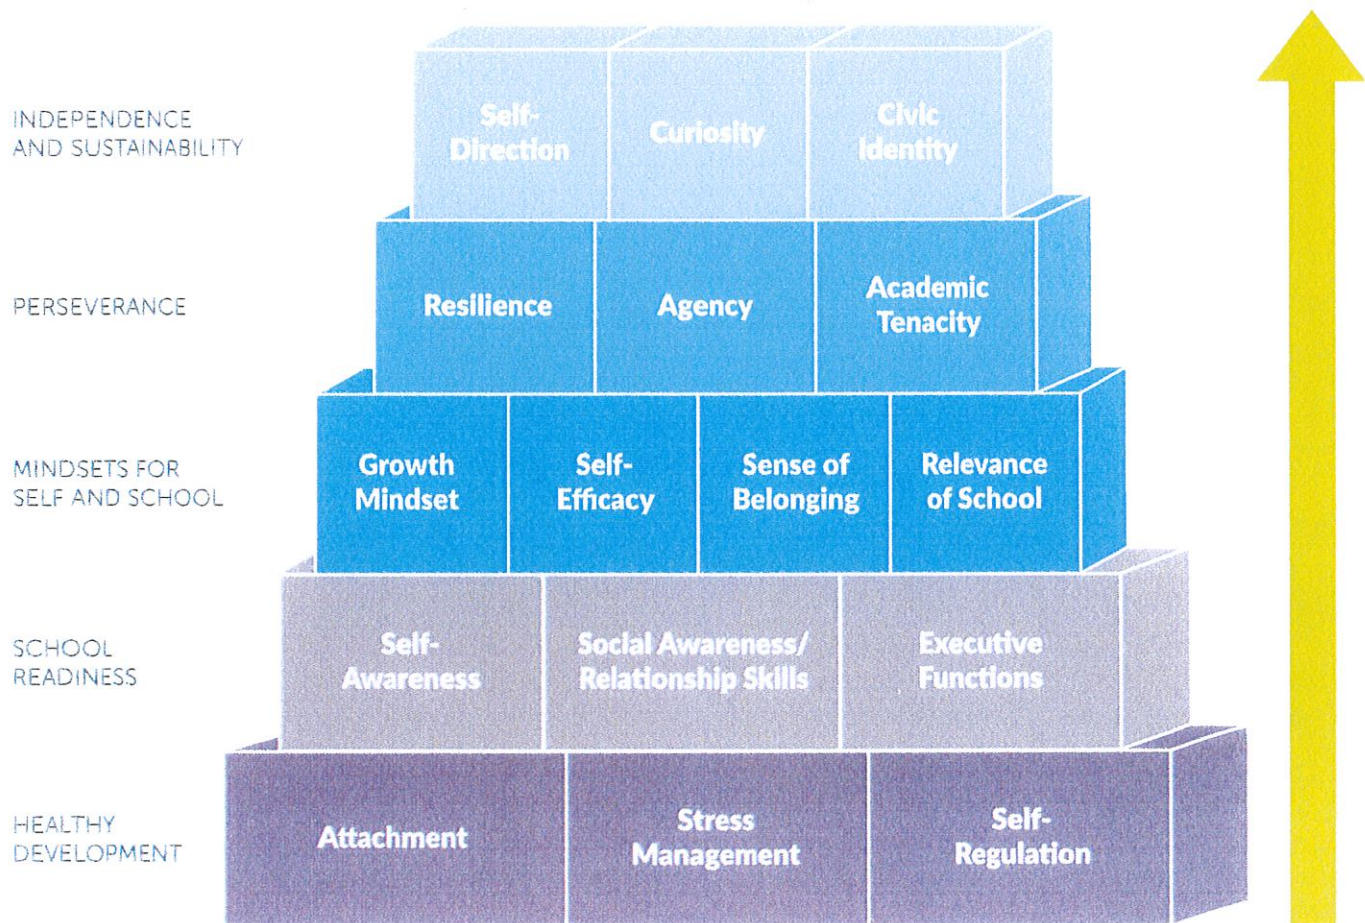 INDEPENDENCE
AND SUSTAINABILITY
Self-
Direction
Curiosity
Civic
Identity
PERSEVERANCE
Resilience
Agency
Academic
Tenacity
MINDSETS FOR
SELF AND SCHOOL
Growth
Mindset
Self-
Efficacy
Sense of
Belonging
Relevance
of School
SCHOOL
READINESS
Self-
Awareness
Social Awareness/
Relationship Skills
Executive
Functions
HEALTHY
DEVELOPMENT
Attachment
Stress
Management
Self-
Regulation